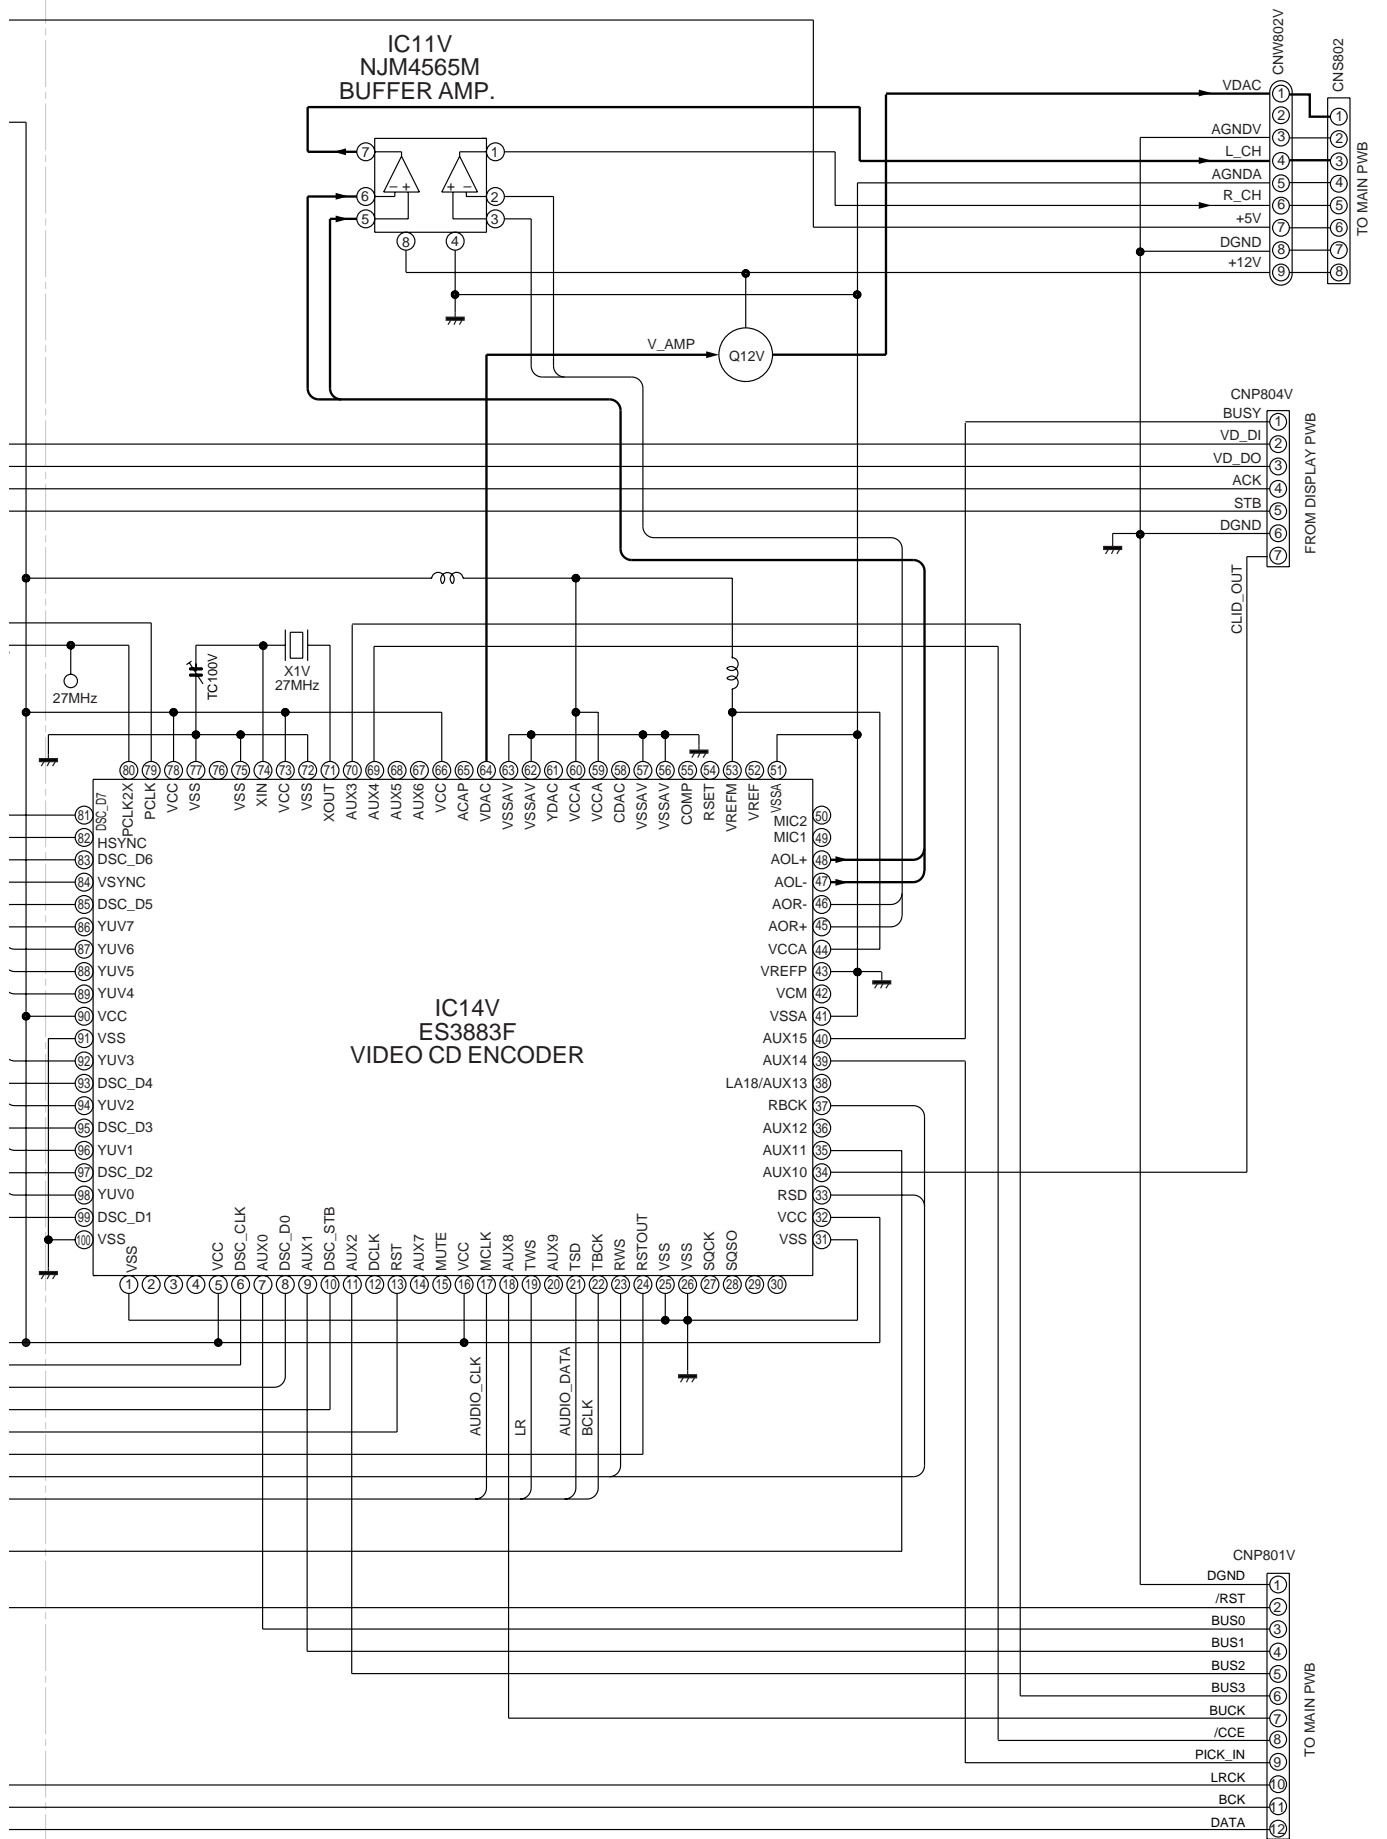 IC11V
NJM4565M
BUFFER AMP.
7
6
5
1
2
3
8
4
V_AMP
Q12V
CNW802V
CNS802
VDAC
AGNDV
L_CH
AGNDA
R_CH
+5V
DGND
+12V
1
2
3
4
5
6
7
8
9
1
2
3
4
5
6
7
8
TO MAIN PWB
CNP804V
BUSY 1
VD_DI 2
VD_DO 3
ACK 4
STB 5
DGND 6
7
FROM DISPLAY PWB
CLID_OUT
27MHz
TC100V
X1V
27MHz
80 PCLK2X
79 PCLK
78 VCC
77 VSS
76
75 VSS
74 XIN
73 VCC
72 VSS
71 XOUT
70 AUX3
69 AUX4
68 AUX5
67 AUX6
66 VCC
65 ACAP
64 VDAC
63 VSSAV
62 VSSAV
61 YDAC
60 VCCA
59 VCCA
58 CDAC
57 VSSAV
56 VSSAV
55 COMP
54 RSET
53 VREFM
52 VREF
51 VSSA
81 DSC_D7
82 HSYNC
83 DSC_D6
84 VSYNC
85 DSC_D5
86 YUV7
87 YUV6
88 YUV5
89 YUV4
90 VCC
91 VSS
92 YUV3
93 DSC_D4
94 YUV2
95 DSC_D3
96 YUV1
97 DSC_D2
98 YUV0
99 DSC_D1
100 VSS
IC14V
ES3883F
VIDEO CD ENCODER
MIC2 50
MIC1 49
AOL+ 48
AOL- 47
AOR- 46
AOR+ 45
VCCA 44
VREFP 43
VCM 42
VSSA 41
AUX15 40
AUX14 39
LA18/AUX13 38
RBCK 37
AUX12 36
AUX11 35
AUX10 34
RSD 33
VCC 32
VSS 31
VSS 1
2
3
4
VCC 5
DSC_CLK 6
AUX0 7
DSC_D0 8
AUX1 9
DSC_STB 10
AUX2 11
DCLK 12
RST 13
AUX7 14
MUTE 15
VCC 16
MCLK 17
AUX8 18
TWS 19
AUX9 20
TSD 21
TBCK 22
RWS 23
RSTOUT 24
VSS 25
VSS 26
SQCK 27
SQSO 28
29
30
AUDIO_CLK
LR
AUDIO_DATA
BCLK
CNP801V
DGND 1
/RST 2
BUS0 3
BUS1 4
BUS2 5
BUS3 6
BUCK 7
/CCE 8
PICK_IN 9
LRCK 10
BCK 11
DATA 12
TO MAIN PWB